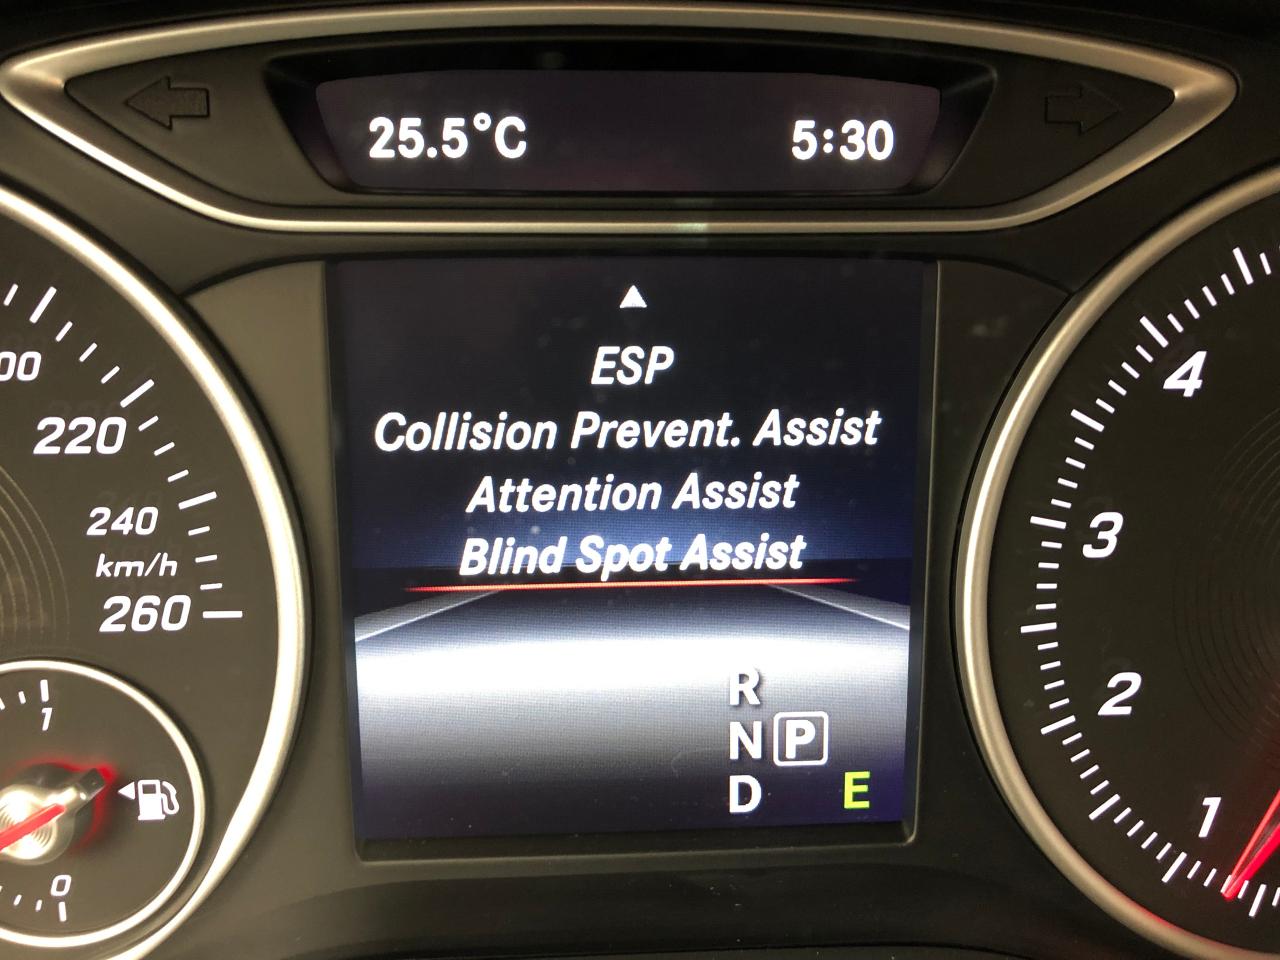 25.5°C 5:30
ESP
Collision Prevent. Assist
Attention Assist
Blind Spot Assist
R
N P
D E
00
220
240
km/h
260
1
0
4
3
2
1